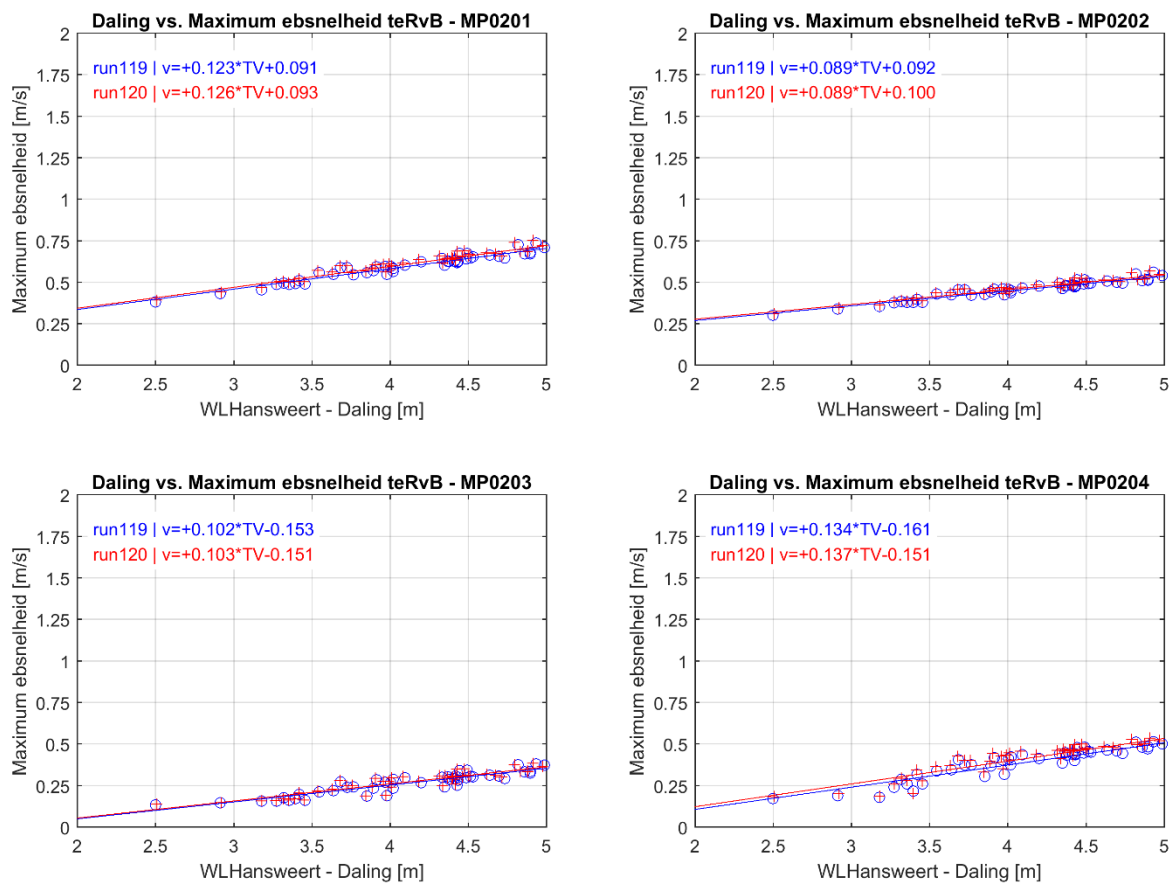 Daling vs. Maximum ebsnelheid teRvB - MP0201
2
1.75
1.5
1.25
1
0.75
0.5
0.25
0
Maximum ebsnelheid [m/s]
run119 | v=+0.123*TV+0.091
run120 | v=+0.126*TV+0.093
2 2.5 3 3.5 4 4.5 5
WLHansweert - Daling [m]
Daling vs. Maximum ebsnelheid teRvB - MP0202
2
1.75
1.5
1.25
1
0.75
0.5
0.25
0
Maximum ebsnelheid [m/s]
run119 | v=+0.089*TV+0.092
run120 | v=+0.089*TV+0.100
2 2.5 3 3.5 4 4.5 5
WLHansweert - Daling [m]
Daling vs. Maximum ebsnelheid teRvB - MP0203
2
1.75
1.5
1.25
1
0.75
0.5
0.25
0
Maximum ebsnelheid [m/s]
run119 | v=+0.102*TV-0.153
run120 | v=+0.103*TV-0.151
2 2.5 3 3.5 4 4.5 5
WLHansweert - Daling [m]
Daling vs. Maximum ebsnelheid teRvB - MP0204
2
1.75
1.5
1.25
1
0.75
0.5
0.25
0
Maximum ebsnelheid [m/s]
run119 | v=+0.134*TV-0.161
run120 | v=+0.137*TV-0.151
2 2.5 3 3.5 4 4.5 5
WLHansweert - Daling [m]